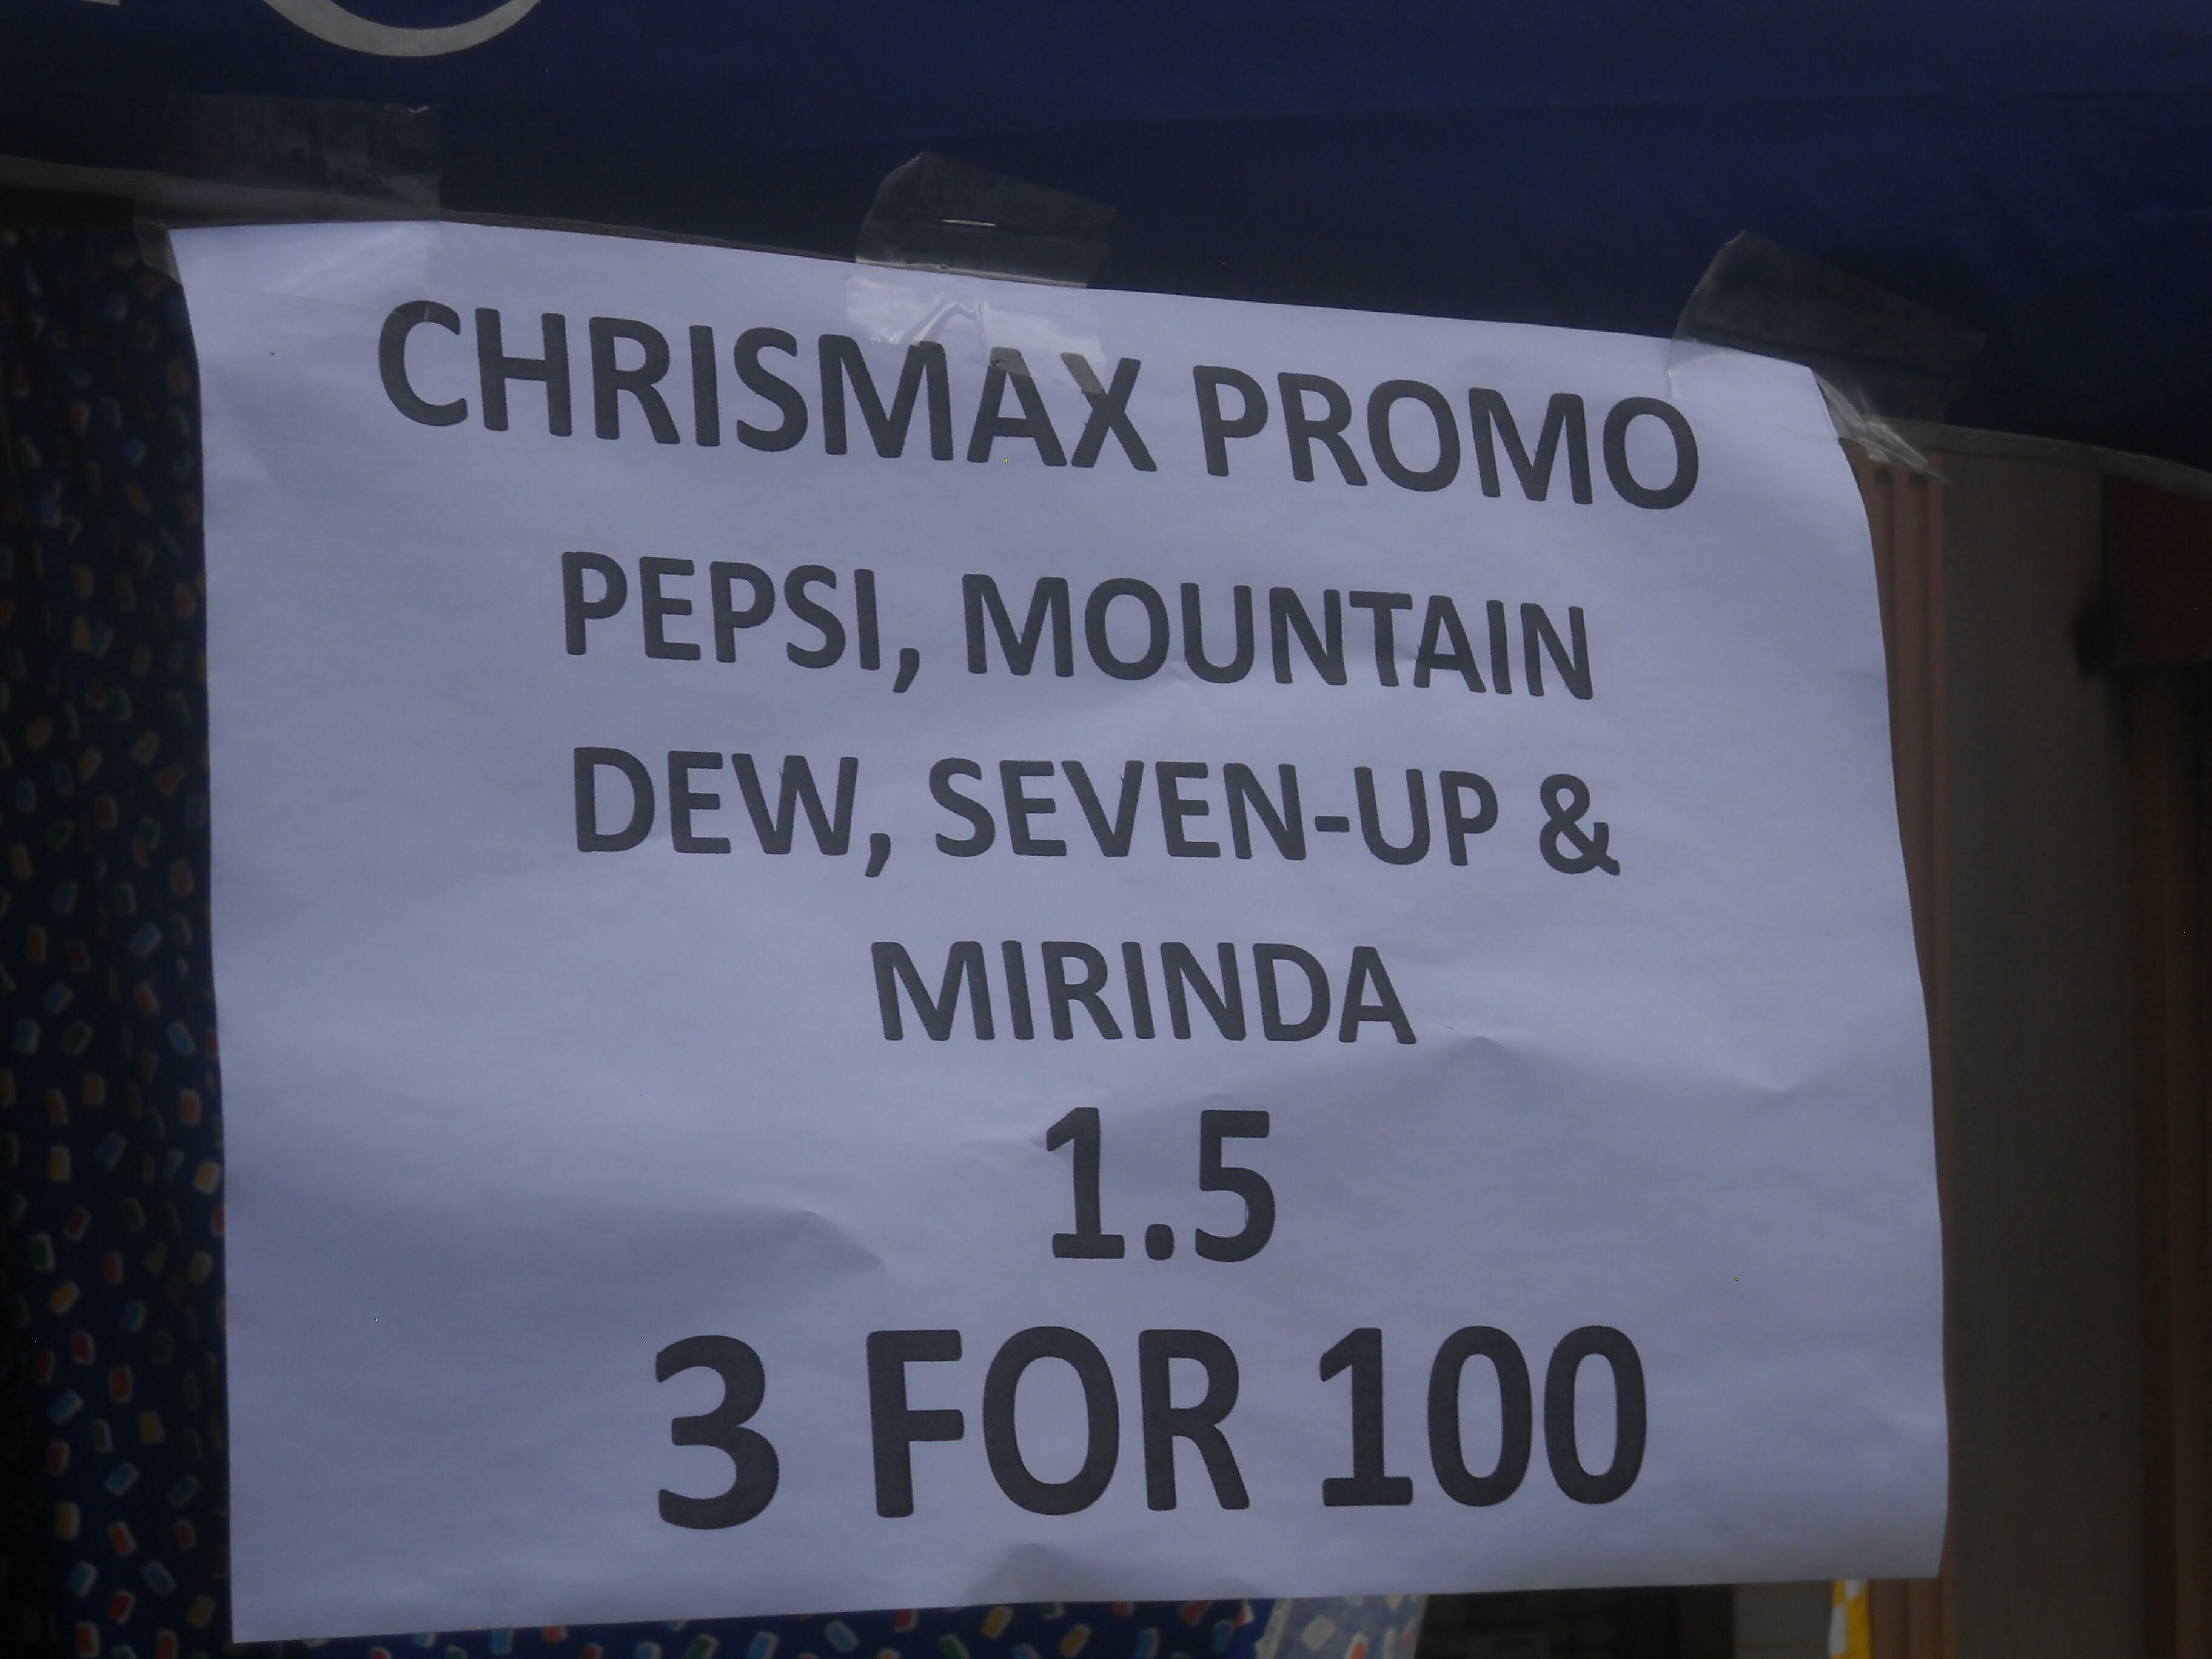 CHRISMAX PROMO
PEPSI, MOUNTAIN
DEW, SEVEN-UP &
MIRINDA
1.5
3 FOR 100